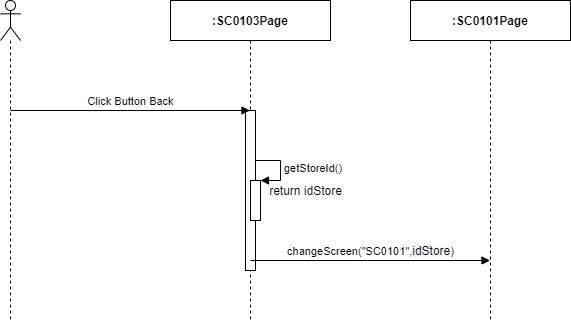 :SC0103Page
:SC0101Page
Click Button Back
getStoreId()
return idStore
changeScreen("SC0101",idStore)